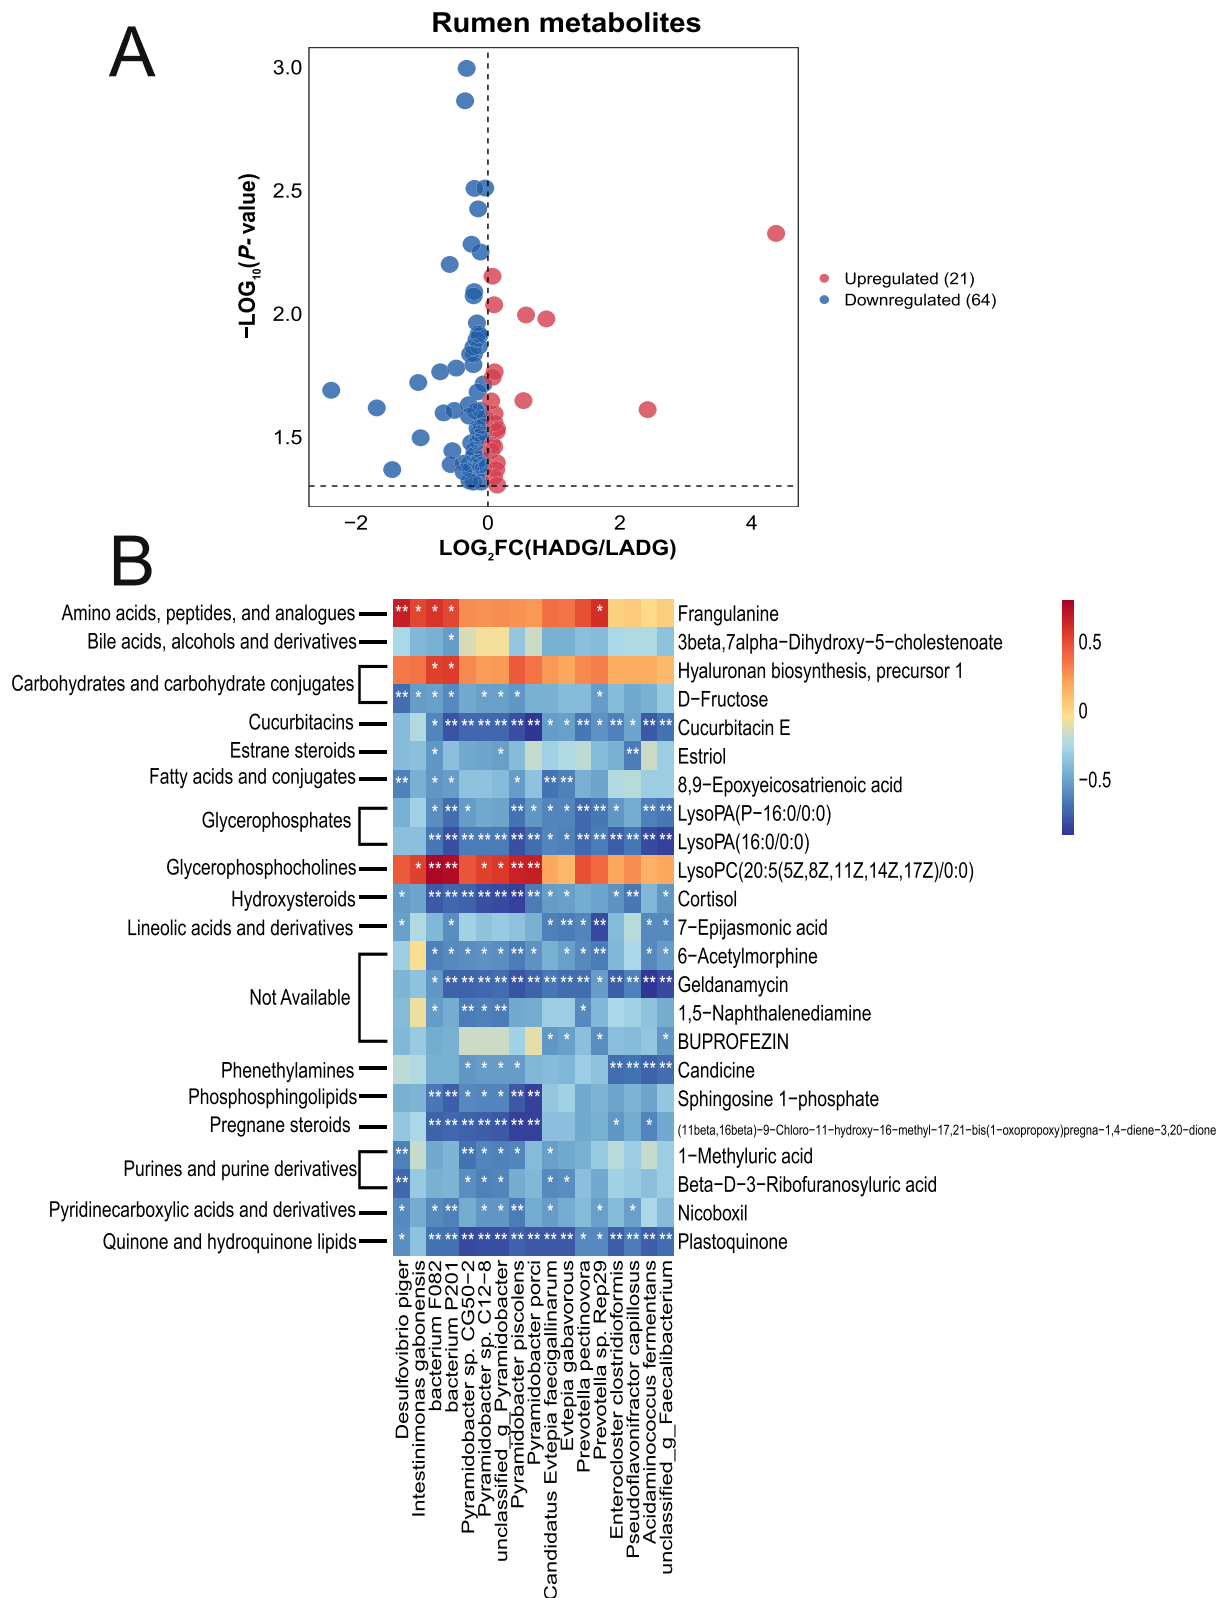 A
Rumen metabolites
3.0
2.5
2.0
1.5
−LOG10(P- value)
−2
0
2
4
LOG2FC(HADG/LADG)
Upregulated (21)
Downregulated (64)
B
Amino acids, peptides, and analogues
Bile acids, alcohols and derivatives
Carbohydrates and carbohydrate conjugates
Cucurbitacins
Estrane steroids
Fatty acids and conjugates
Glycerophosphates
Glycerophosphocholines
Hydroxysteroids
Lineolic acids and derivatives
Not Available
Phenethylamines
Phosphosphingolipids
Pregnane steroids
Purines and purine derivatives
Pyridinecarboxylic acids and derivatives
Quinone and hydroquinone lipids
Frangulanine
3beta,7alpha−Dihydroxy−5−cholestenoate
Hyaluronan biosynthesis, precursor 1
D−Fructose
Cucurbitacin E
Estriol
8,9−Epoxyeicosatrienoic acid
LysoPA(P−16:0/0:0)
LysoPA(16:0/0:0)
LysoPC(20:5(5Z,8Z,11Z,14Z,17Z)/0:0)
Cortisol
7−Epijasmonic acid
6−Acetylmorphine
Geldanamycin
1,5−Naphthalenediamine
BUPROFEZIN
Candicine
Sphingosine 1−phosphate
(11beta,16beta)−9−Chloro−11−hydroxy−16−methyl−17,21−bis(1−oxopropoxy)pregna−1,4−diene−3,20−dione
1−Methyluric acid
Beta−D−3−Ribofuranosyluric acid
Nicoboxil
Plastoquinone
0.5
0
−0.5
Desulfovibrio piger
Intestinimonas gabonensis
bacterium F082
bacterium P201
Pyramidobacter sp. CG50−2
Pyramidobacter sp. C12−8
unclassified_g_Pyramidobacter
Pyramidobacter piscolens
Pyramidobacter porci
Candidatus Evtepia faecigallinarum
Evtepia gabavorous
Prevotella pectinovora
Prevotella sp. Rep29
Enterocloster clostridioformis
Pseudoflavonifractor capillosus
Acidaminococcus fermentans
unclassified_g_Faecalibacterium